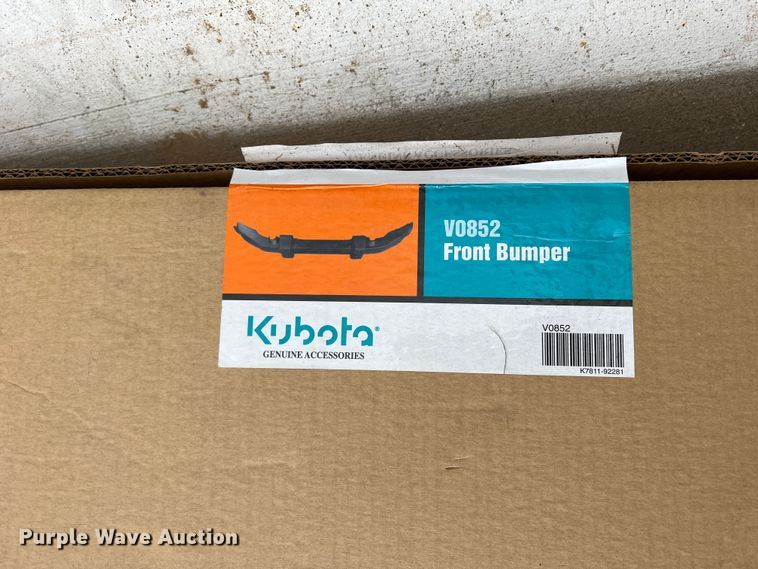 V0852
Front Bumper
Kubota®
GENUINE ACCESSORIES
V0852
K7811-92281
Purple Wave Auction